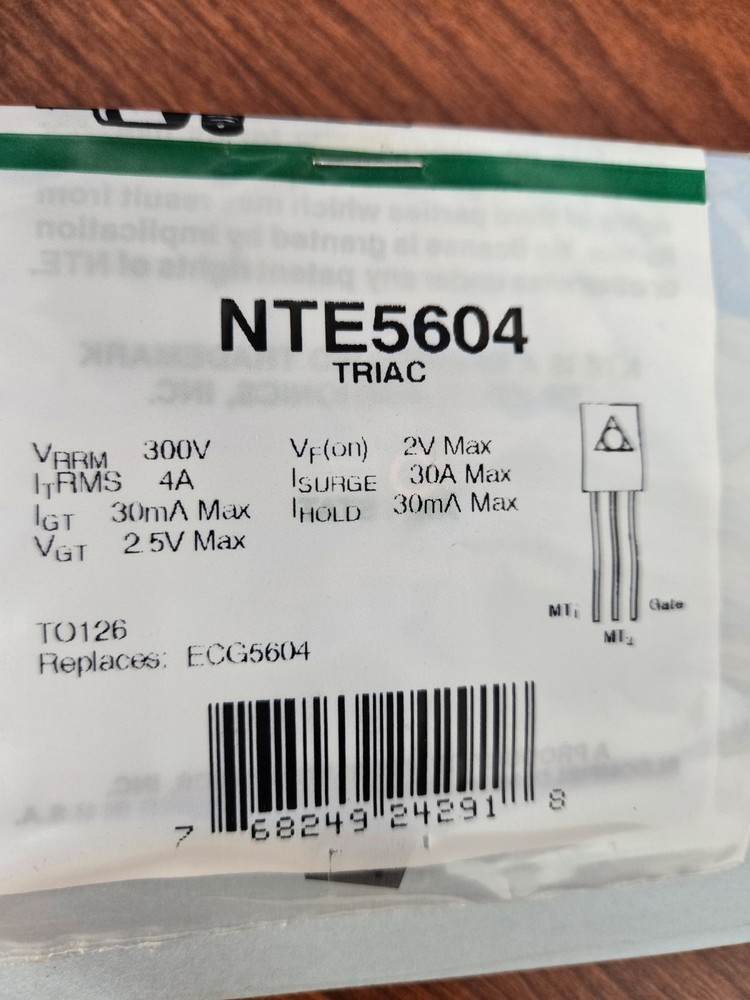 NTE5604
TRIAC
VRRM 300V VF(on) 2V Max
ITRMS 4A ISURGE 30A Max
IGT 30mA Max IHOLD 30mA Max
VGT 2.5V Max
MT1 Gate
MT2
TO126
Replaces: ECG5604
7 68249 24291 8